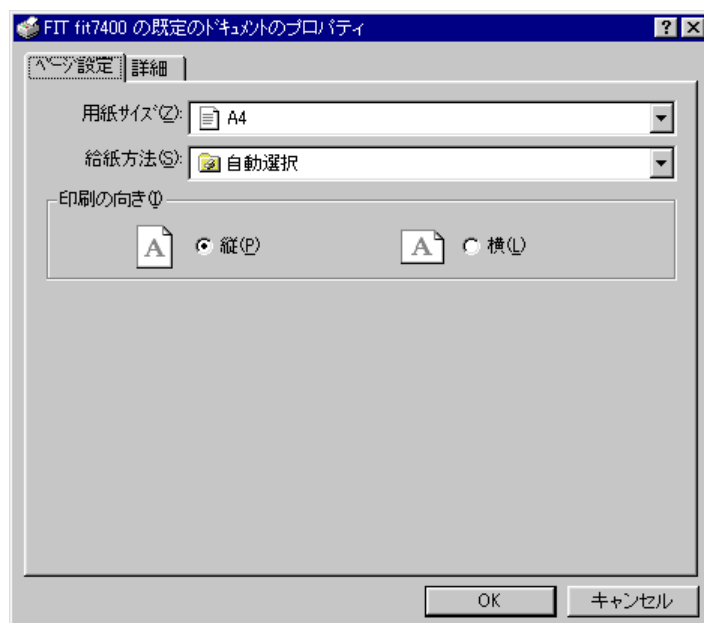 FIT fit7400 の既定のﾄﾞｷｭﾒﾝﾄのプロパティ
ﾍﾟｰｼﾞ設定 詳細
用紙ｻｲｽﾞ(Z): A4
給紙方法(S): 自動選択
印刷の向き(I)
A 縦(P) A 横(L)
OK キャンセル